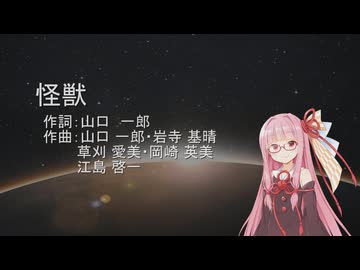 怪獣
作詞：山口　一郎
作曲：山口 一郎・岩寺 基晴
草刈 愛美・岡崎 英美
江島 啓一